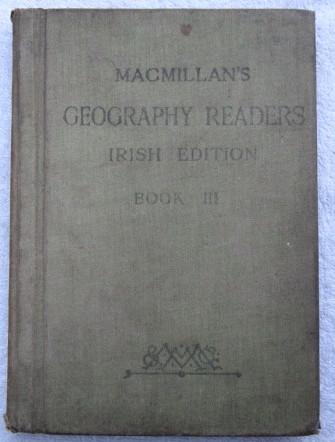 MACMILLAN'S
GEOGRAPHY READERS
IRISH EDITION
BOOK III